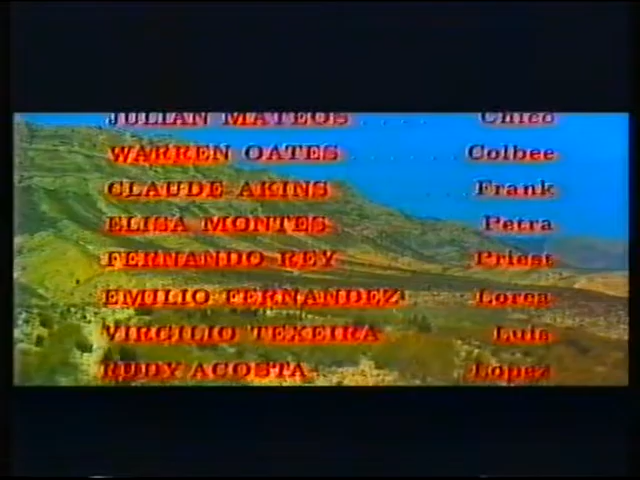 JULIAN MATEOS . . . . Chico
WARREN OATES . . . . . . Colbee
CLAUDE AKINS . . Frank
ELISA MONTES Petra
FERNANDO REY Priest
EMILIO FERNANDEZ Lorea
VIRGILIO TEXEIRA Luis
RUDY ACOSTA Lopez